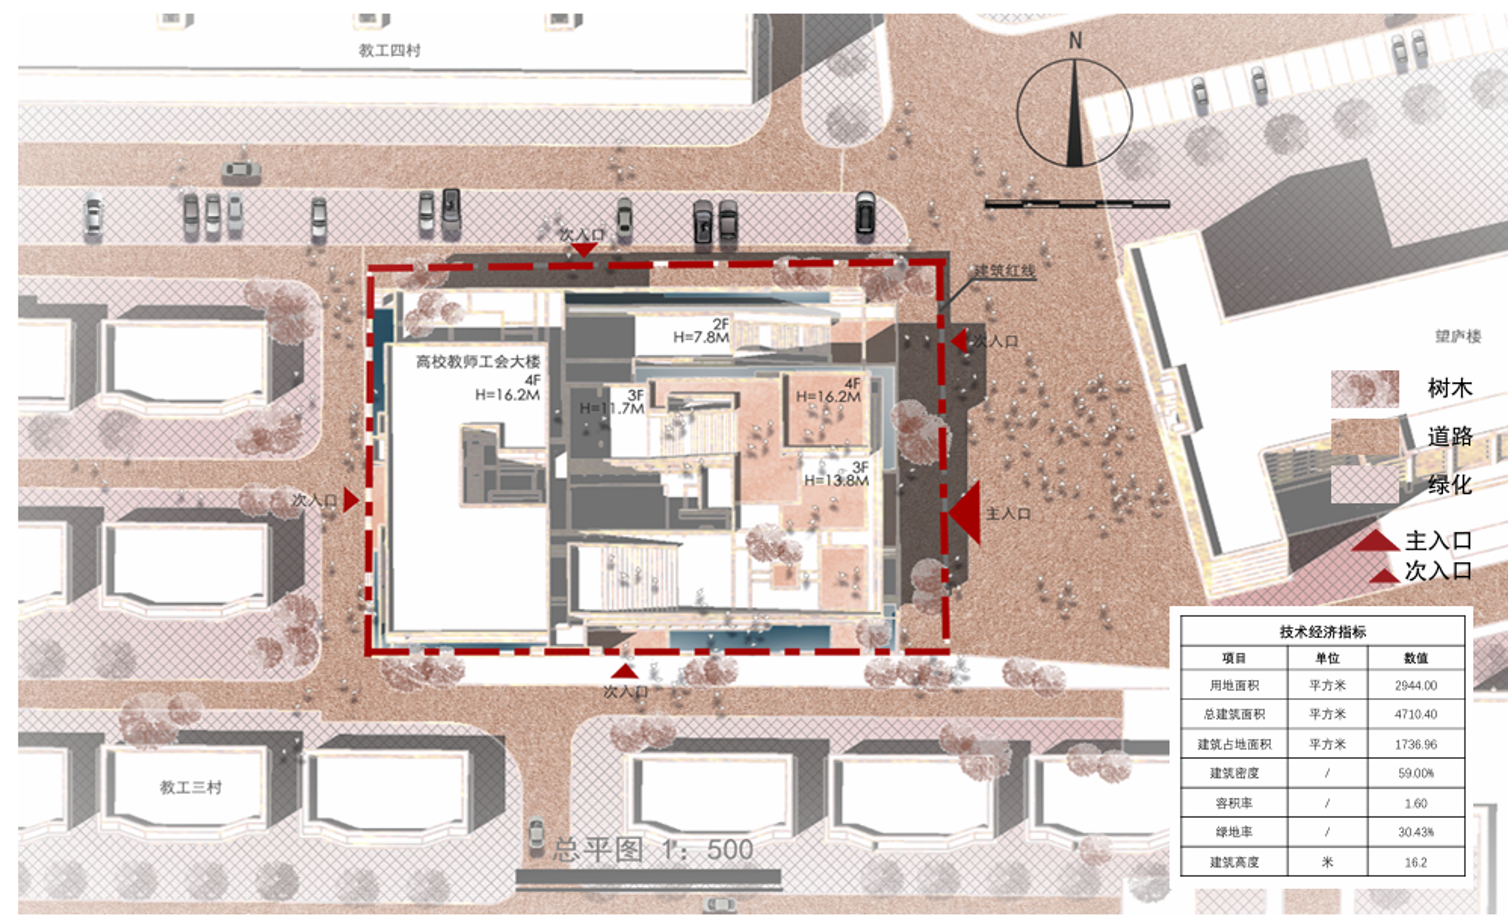 教工四村
N
次入口
建筑红线
2F
H=7.8M
次入口
望庐楼
高校教师工会大楼
4F
H=16.2M
3F
H=11.7M
4F
H=16.2M
3F
H=13.8M
次入口
主入口
次入口
树木
道路
绿化
主入口
次入口
教工三村
总平图 1：500
技术经济指标
项目 单位 数值
用地面积 平方米 2944.00
总建筑面积 平方米 4710.40
建筑占地面积 平方米 1736.96
建筑密度 / 59.00%
容积率 / 1.60
绿地率 / 30.43%
建筑高度 米 16.2